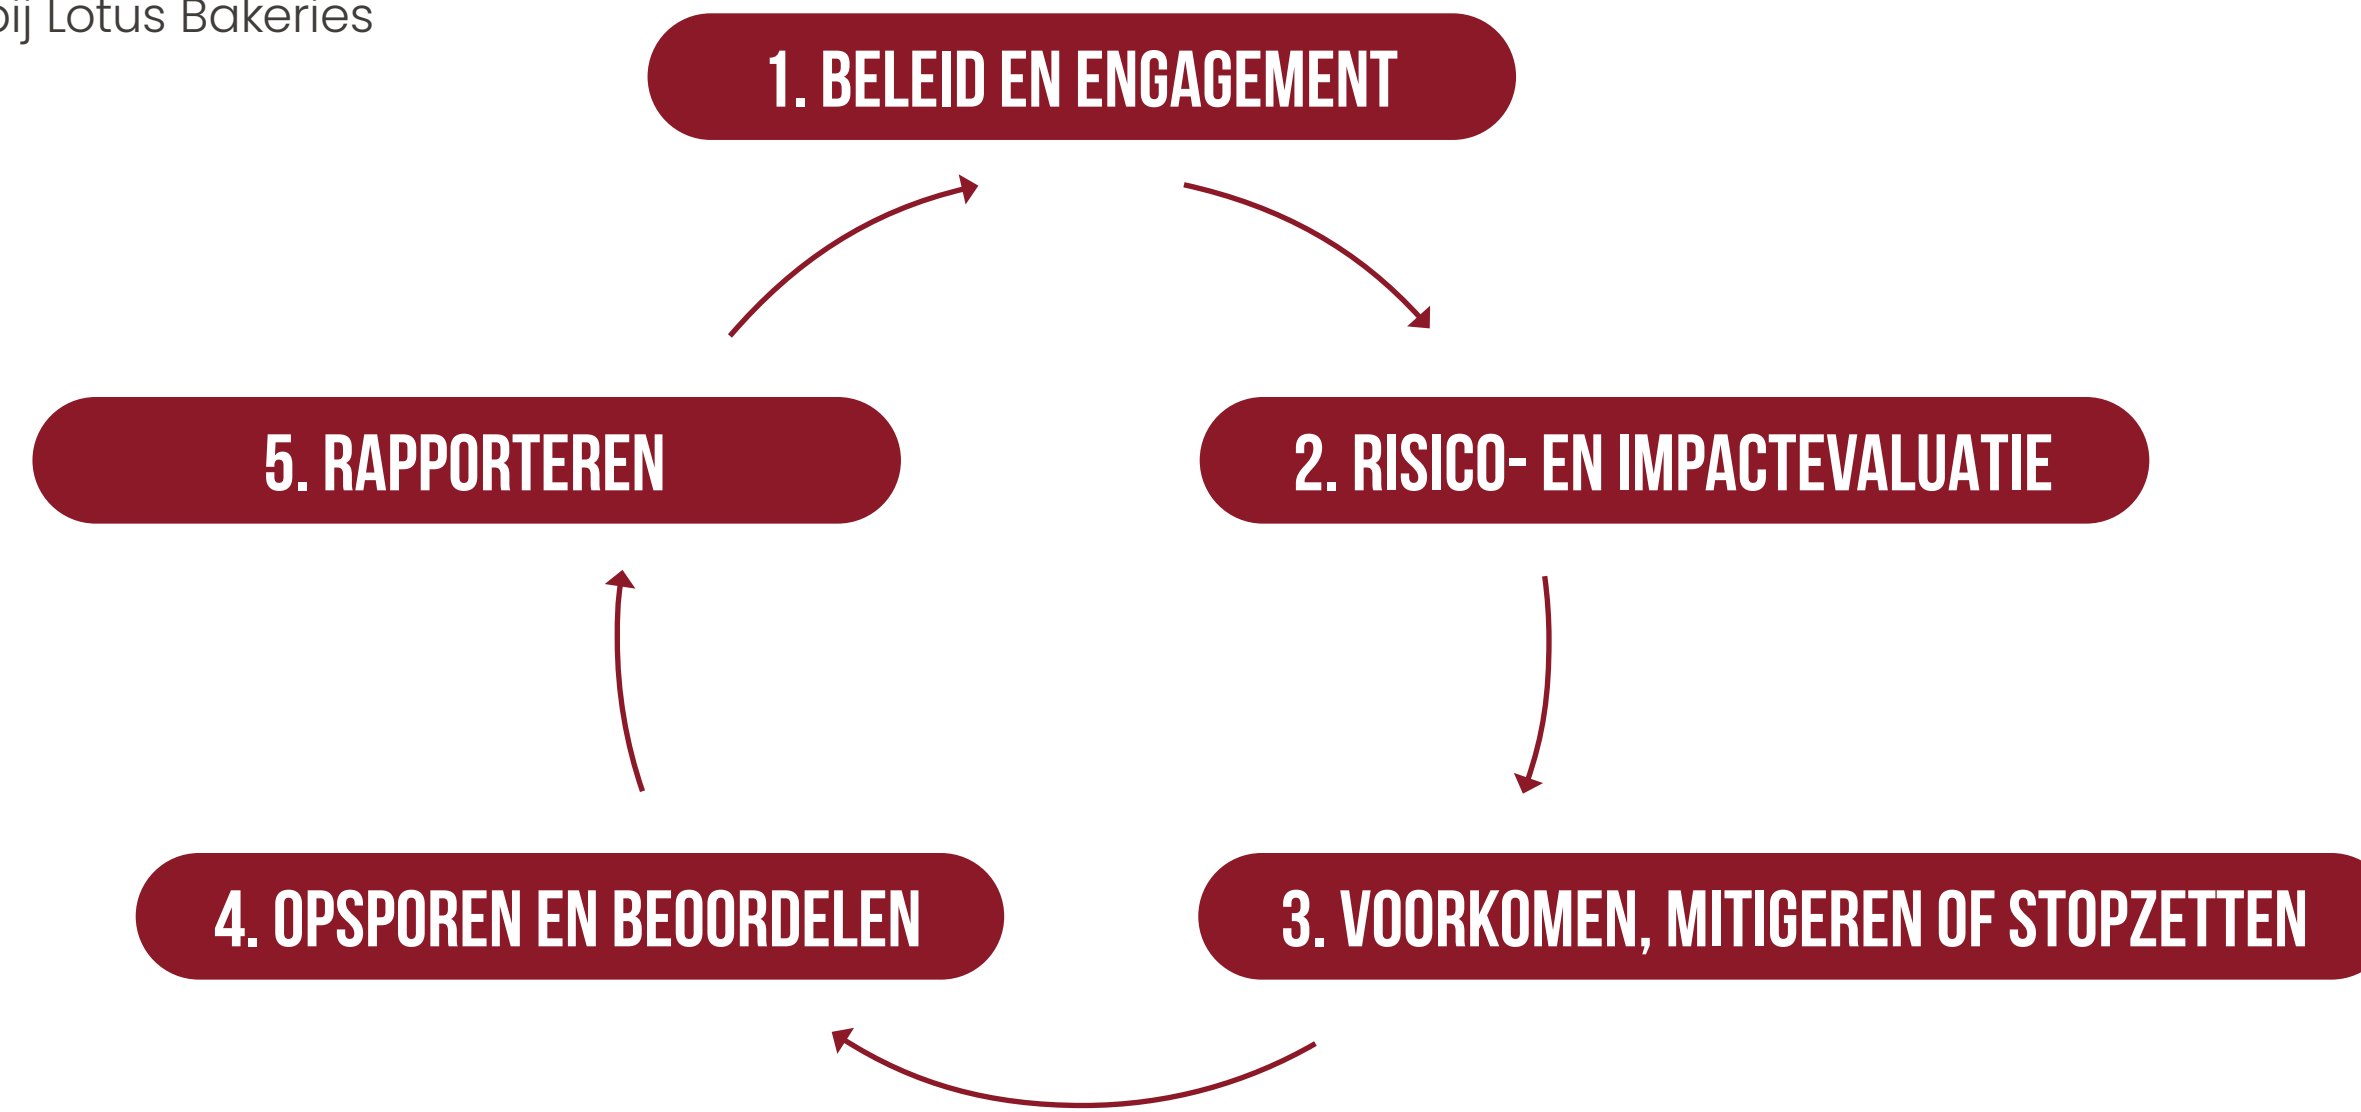 bij Lotus Bakeries
1. BELEID EN ENGAGEMENT
2. RISICO- EN IMPACTEVALUATIE
3. VOORKOMEN, MITIGEREN OF STOPZETTEN
4. OPSPOREN EN BEOORDELEN
5. RAPPORTEREN